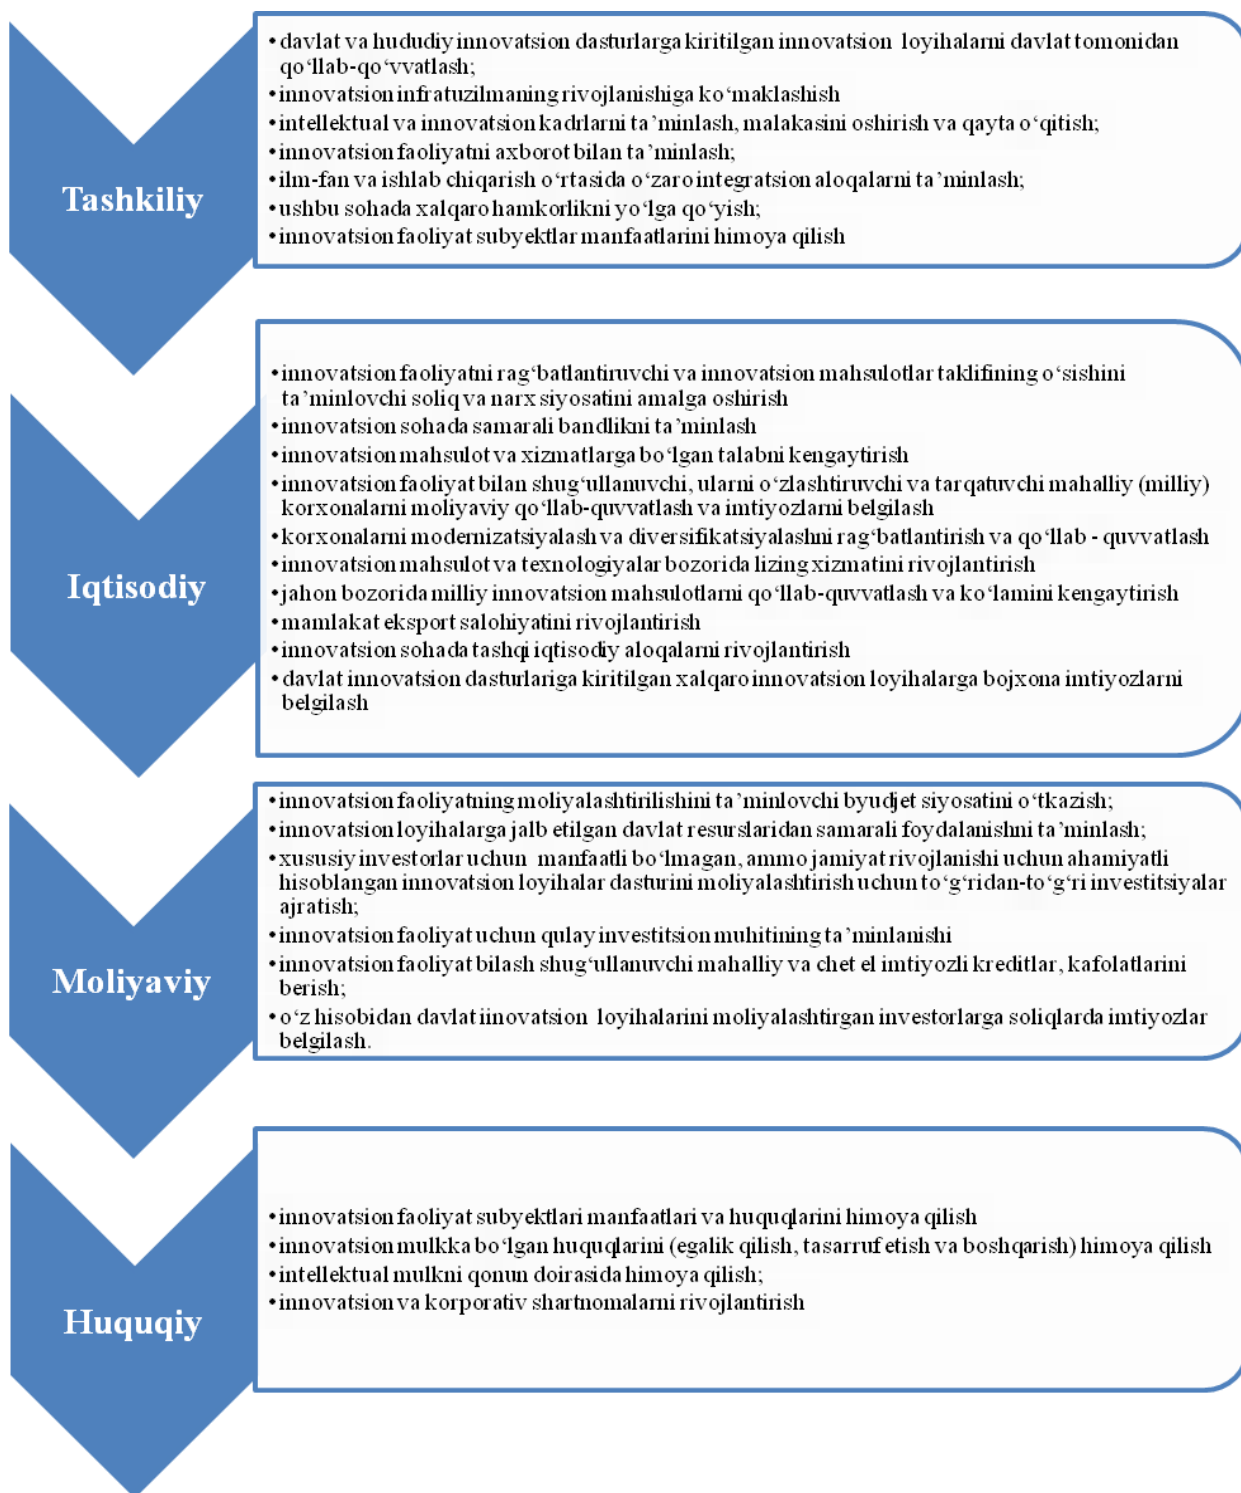 Tashkiliy
•davlat va hududiy innovatsion dasturlarga kiritilgan innovatsion loyihalarni davlat tomonidan
qo‘llab-qo‘vvatlash;
•innovatsion infratuzilmaning rivojlanishiga ko‘maklashish
•intellektual va innovatsion kadrlarni ta’minlash, malakasini oshirish va qayta o‘qitish;
•innovatsion faoliyatni axborot bilan ta’minlash;
•ilm-fan va ishlab chiqarish o‘rtasida o‘zaro integratsion aloqalarni ta’minlash;
•ushbu sohada xalqaro hamkorlikni yo‘lga qo‘yish;
•innovatsion faoliyat subyektlar manfaatlarini himoya qilish
Iqtisodiy
•innovatsion faoliyatni rag‘batlantiruvchi va innovatsion mahsulotlar taklifining o‘sishini
ta’minlovchi soliq va narx siyosatini amalga oshirish
•innovatsion sohada samarali bandlikni ta’minlash
•innovatsion mahsulot va xizmatlarga bo‘lgan talabni kengaytirish
•innovatsion faoliyat bilan shug‘ullanuvchi, ularni o‘zlashtiruvchi va tarqatuvchi mahalliy (milliy)
korxonalarni moliyaviy qo‘llab-quvvatlash va imtiyozlarni belgilash
•korxonalarni modernizatsiyalash va diversifikatsiyalashni rag‘batlantirish va qo‘llab - quvvatlash
•innovatsion mahsulot va texnologiyalar bozorida lizing xizmatini rivojlantirish
•jahon bozorida milliy innovatsion mahsulotlarni qo‘llab-quvvatlash va ko‘lamini kengaytirish
•mamlakat eksport salohiyatini rivojlantirish
•innovatsion sohada tashqi iqtisodiy aloqalarni rivojlantirish
•davlat innovatsion dasturlariga kiritilgan xalqaro innovatsion loyihalarga bojxona imtiyozlarni
belgilash
Moliyaviy
•innovatsion faoliyatning moliyalashtirilishini ta’minlovchi byudjet siyosatini o‘tkazish;
•innovatsion loyihalarga jalb etilgan davlat resurslaridan samarali foydalanishni ta’minlash;
•xususiy investorlar uchun manfaatli bo‘lmagan, ammo jamiyat rivojlanishi uchun ahamiyatli
hisoblangan innovatsion loyihalar dasturini moliyalashtirish uchun to‘g‘ridan-to‘g‘ri investitsiyalar
ajratish;
•innovatsion faoliyat uchun qulay investitsion muhitining ta’minlanishi
•innovatsion faoliyat bilash shug‘ullanuvchi mahalliy va chet el imtiyozli kreditlar, kafolatlarini
berish;
•o‘z hisobidan davlat iinovatsion loyihalarini moliyalashtirgan investorlarga soliqlarda imtiyozlar
belgilash.
Huquqiy
•innovatsion faoliyat subyektlari manfaatlari va huquqlarini himoya qilish
•innovatsion mulkka bo‘lgan huquqlarini (egalik qilish, tasarruf etish va boshqarish) himoya qilish
•intellektual mulkni qonun doirasida himoya qilish;
•innovatsion va korporativ shartnomalarni rivojlantirish